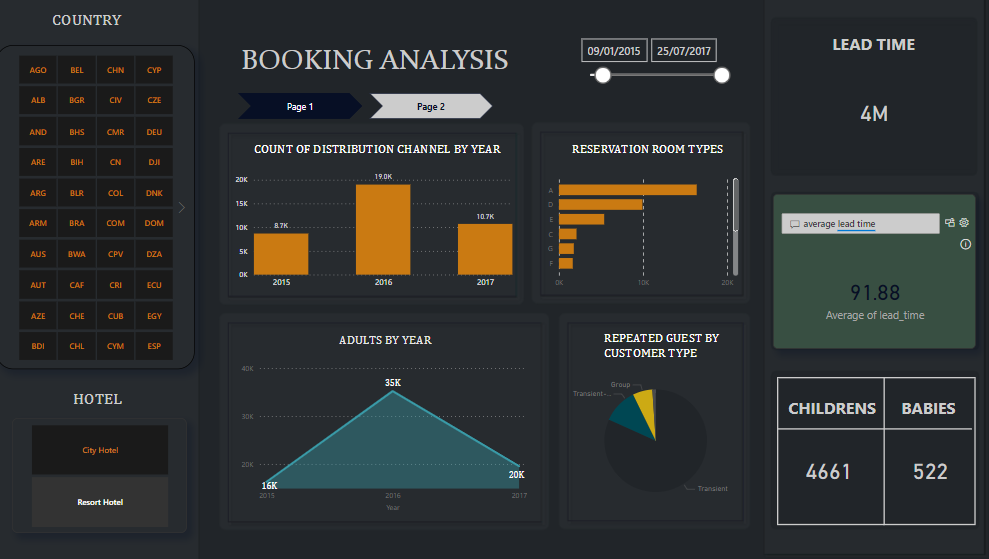 COUNTRY
AGO BEL CHN CYP
ALB BGR CIV CZE
AND BHS CMR DEU
ARE BIH CN DJI
ARG BLR COL DNK
ARM BRA COM DOM
AUS BWA CPV DZA
AUT CAF CRI ECU
AZE CHE CUB EGY
BDI CHL CYM ESP
HOTEL
City Hotel
Resort Hotel
BOOKING ANALYSIS
09/01/2015 25/07/2017
Page 1 Page 2
COUNT OF DISTRIBUTION CHANNEL BY YEAR
20K
15K
10K
5K
0K
8.7K
19.0K
10.7K
2015 2016 2017
RESERVATION ROOM TYPES
A
D
E
C
G
F
0K 10K 20K
ADULTS BY YEAR
40K
30K
20K
16K
35K
20K
2015 2016 2017
Year
REPEATED GUEST BY
CUSTOMER TYPE
Group
Transient-...
Transient
LEAD TIME
4M
average lead time
91.88
Average of lead_time
CHILDRENS BABIES
4661 522